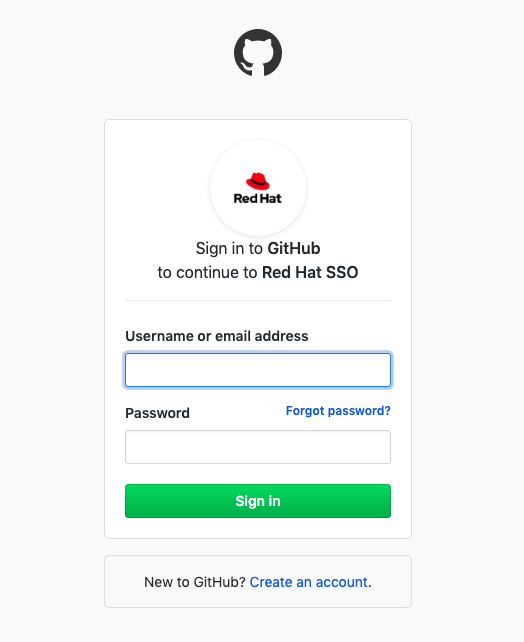 Red Hat
Sign in to GitHub
to continue to Red Hat SSO
Username or email address
Password
Forgot password?
Sign in
New to GitHub? Create an account.